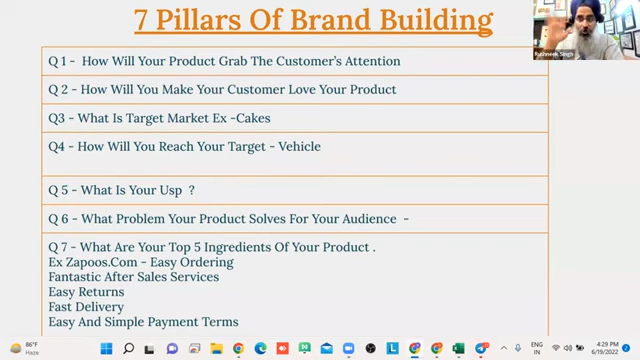 7 Pillars Of Brand Building
Q 1 - How Will Your Product Grab The Customer's Attention
Q 2 - How Will You Make Your Customer Love Your Product
Q3 - What Is Target Market Ex -Cakes
Q4 - How Will You Reach Your Target - Vehicle
Q 5 - What Is Your Usp ?
Q 6 - What Problem Your Product Solves For Your Audience -
Q 7 - What Are Your Top 5 Ingredients Of Your Product .
Ex Zapoos.Com - Easy Ordering
Fantastic After Sales Services
Easy Returns
Fast Delivery
Easy And Simple Payment Terms
Singh
86°F
Haze
ENG
IN
4:29 PM
6/19/2022